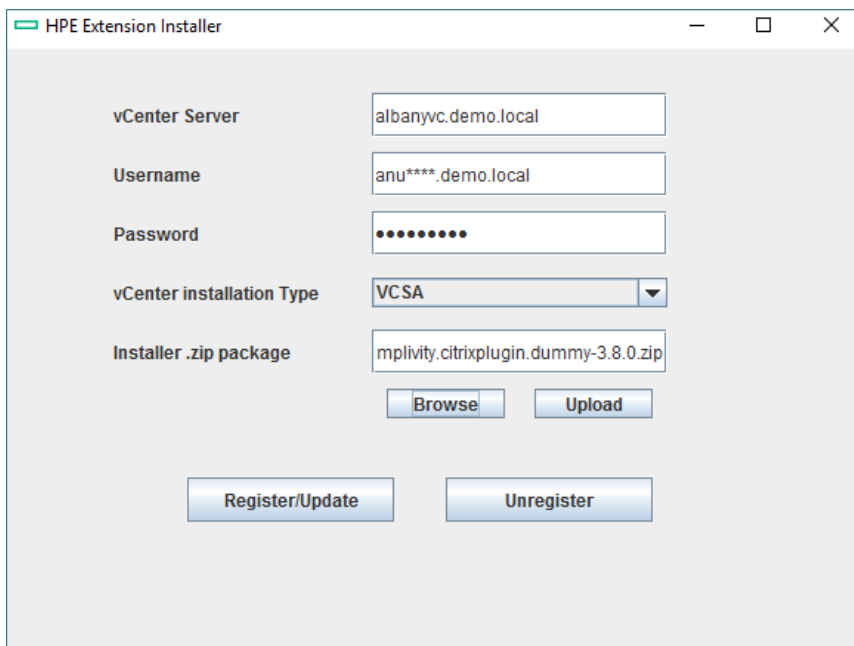 HPE Extension Installer
vCenter Server
albanyvc.demo.local
Username
anu****.demo.local
Password
•••••••••
vCenter installation Type
VCSA
Installer .zip package
mplivity.citrixplugin.dummy-3.8.0.zip
Browse Upload
Register/Update Unregister